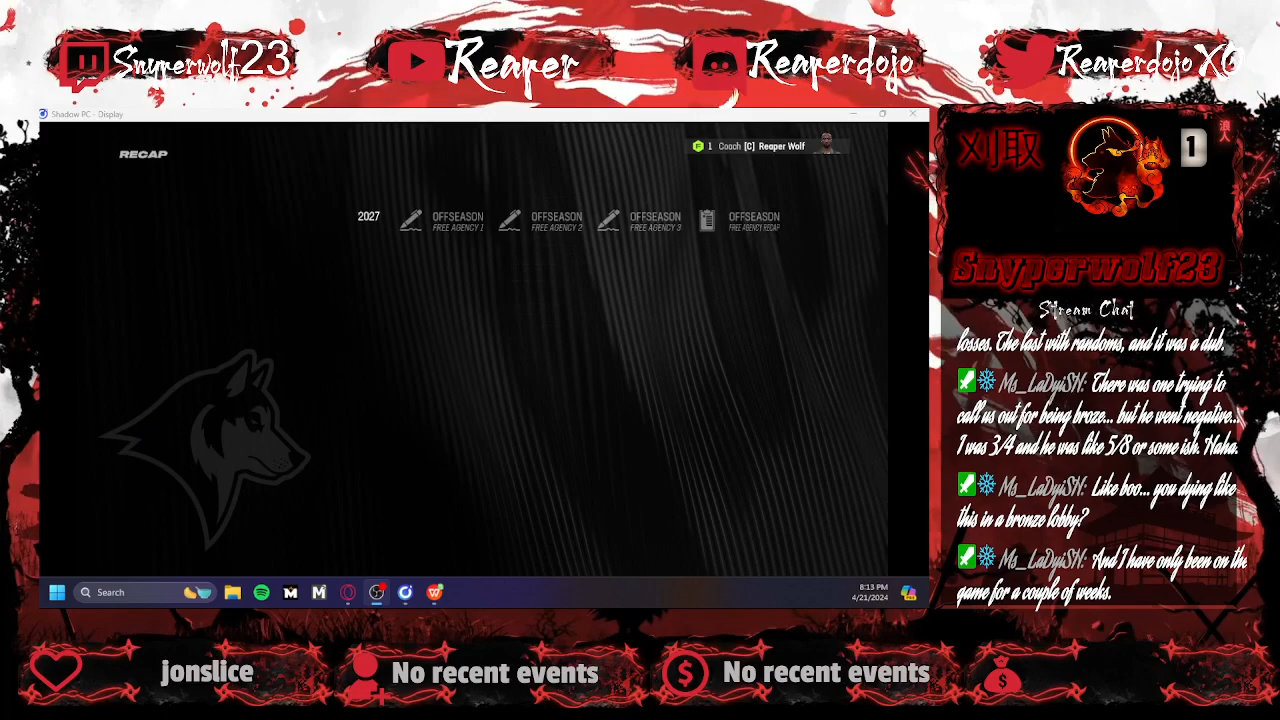 Snyperwolf23
Reaper
Reaperdojo
ReaperdojoXO
Shadow PC - Display
RECAP
1 Coach [C] Reaper Wolf
2027
OFFSEASON
FREE AGENCY 1
OFFSEASON
FREE AGENCY 2
OFFSEASON
FREE AGENCY 3
OFFSEASON
FREE AGENCY RECAP
刈取
浪人
1
Snyperwolf23
Stream Chat
losses. The last with randoms, and it was a dub.
Ms_LaDyiSH: There was one trying to
call us out for being broze... but he went negative...
I was 3/4 and he was like 5/8 or some ish. Haha.
Ms_LaDyiSH: Like boo... you dying like
this in a bronze lobby?
Ms_LaDyiSH: And I have only been on the
game for a couple of weeks.
Search
8:13 PM
4/21/2024
jonslice
No recent events
No recent events